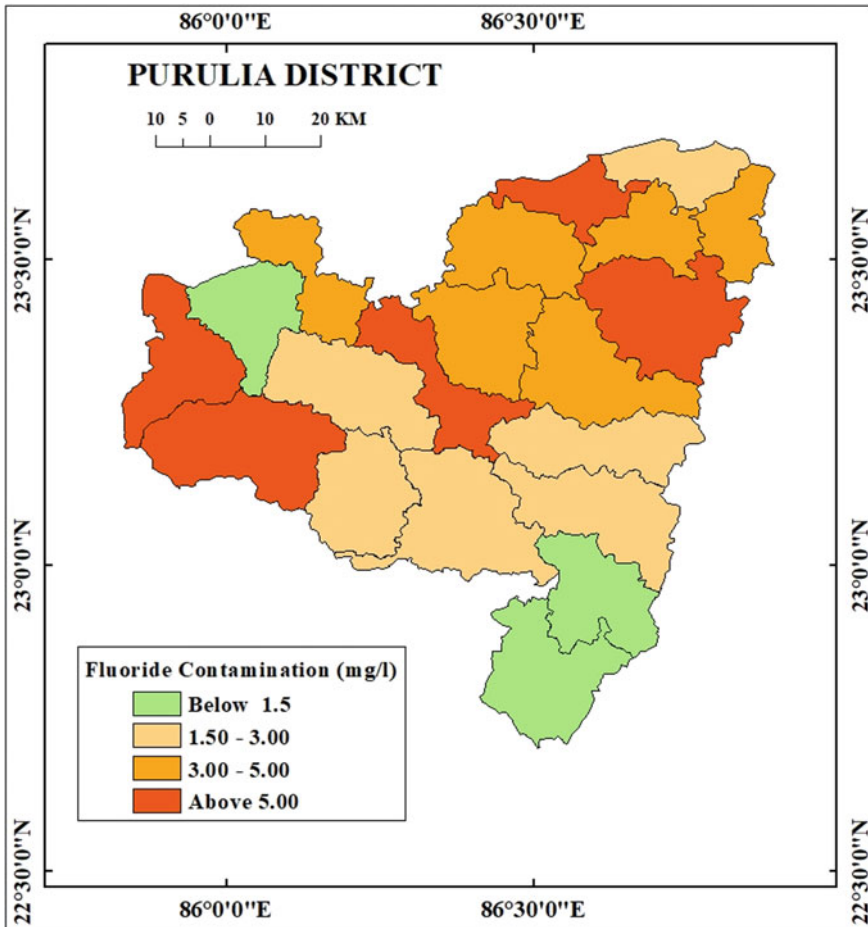 86°0'0"E 86°30'0"E
PURULIA DISTRICT
10 5 0 10 20 KM
23°30'0"N 23°30'0"N
23°0'0"N 23°0'0"N
Fluoride Contamination (mg/l)
Below 1.5
1.50 - 3.00
3.00 - 5.00
Above 5.00
22°30'0"N 22°30'0"N
86°0'0"E 86°30'0"E